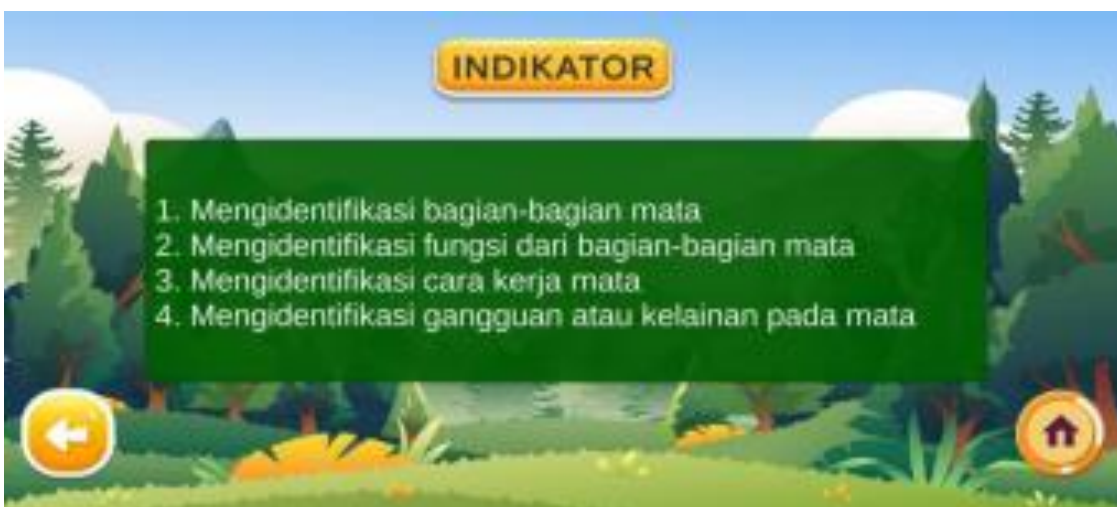 INDIKATOR
1. Mengidentifikasi bagian-bagian mata
2. Mengidentifikasi fungsi dari bagian-bagian mata
3. Mengidentifikasi cara kerja mata
4. Mengidentifikasi gangguan atau kelainan pada mata